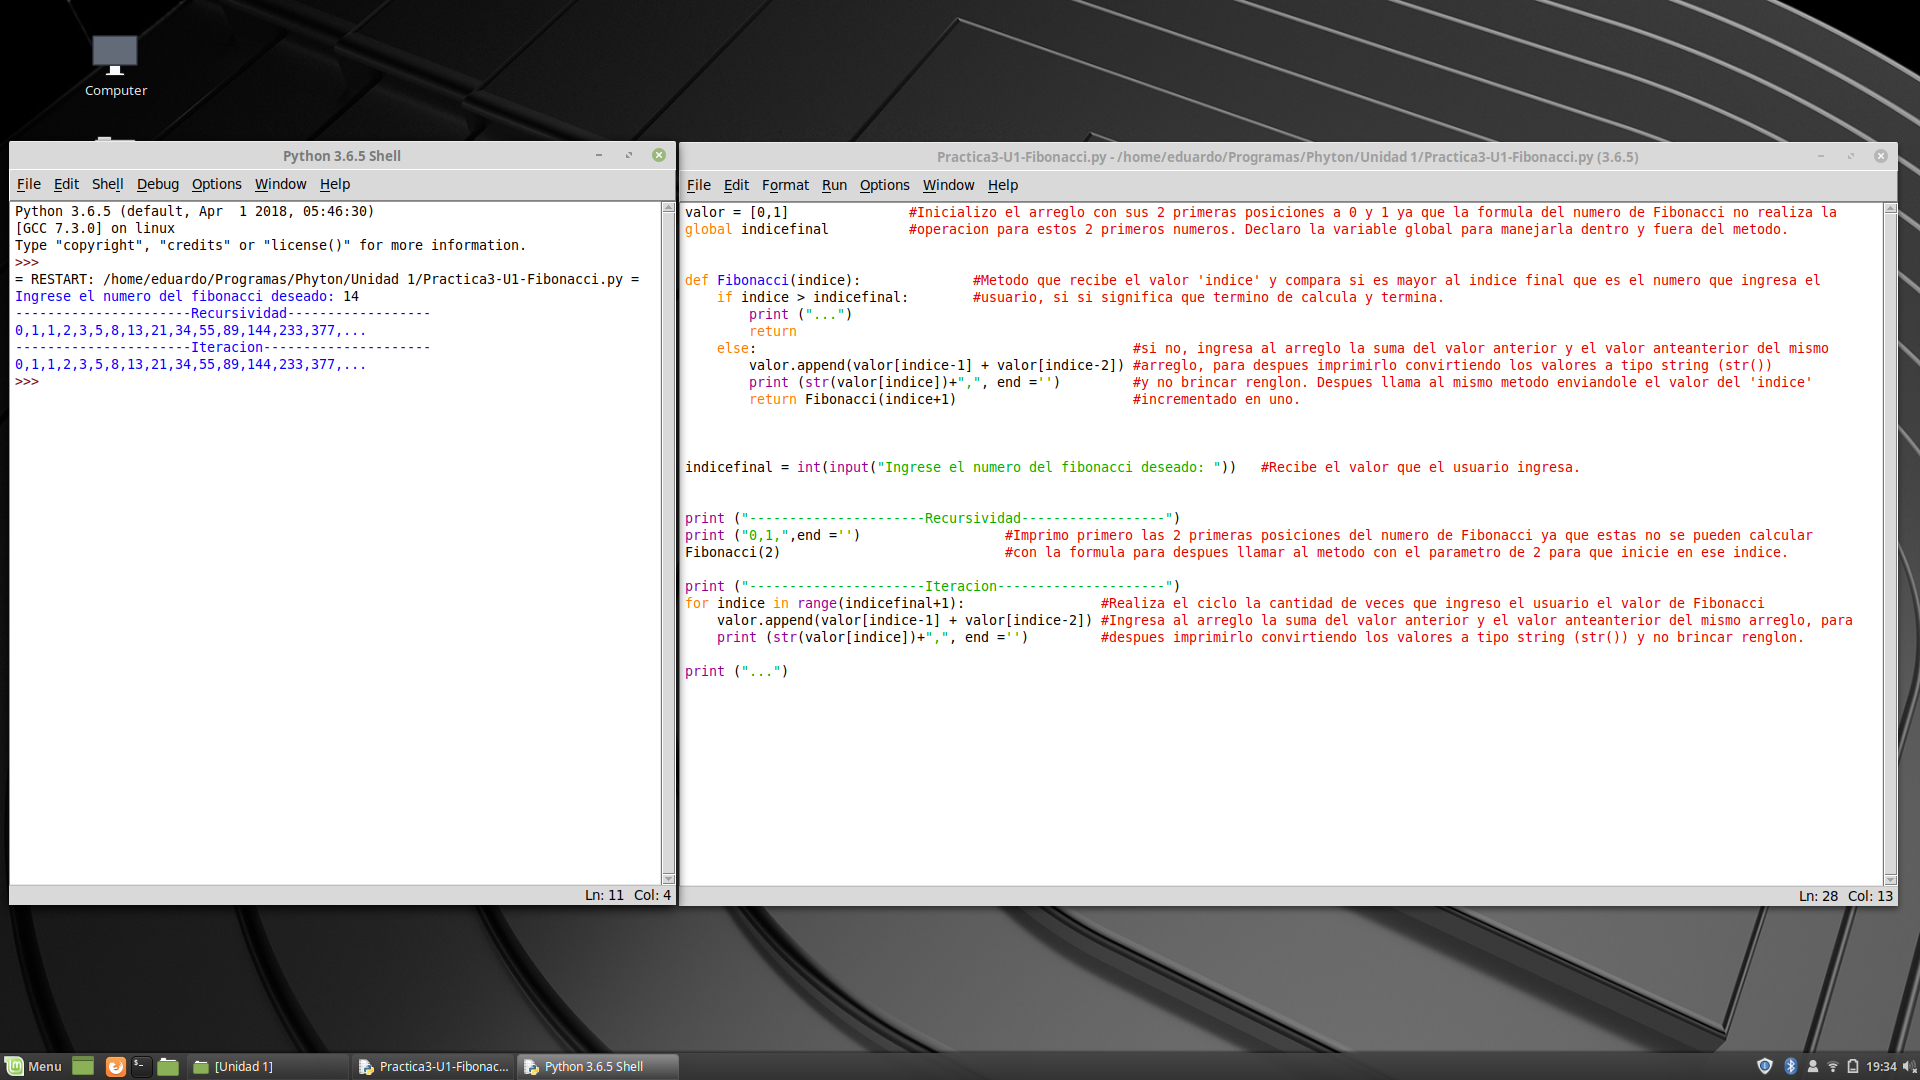 Computer
Python 3.6.5 Shell
File Edit Shell Debug Options Window Help
Python 3.6.5 (default, Apr  1 2018, 05:46:30)
[GCC 7.3.0] on linux
Type "copyright", "credits" or "license()" for more information.
>>>
= RESTART: /home/eduardo/Programas/Phyton/Unidad 1/Practica3-U1-Fibonacci.py =
Ingrese el numero del fibonacci deseado: 14
----------------------Recursividad------------------
0,1,1,2,3,5,8,13,21,34,55,89,144,233,377,...
----------------------Iteracion---------------------
0,1,1,2,3,5,8,13,21,34,55,89,144,233,377,...
>>>
Ln: 11 Col: 4
Practica3-U1-Fibonacci.py - /home/eduardo/Programas/Phyton/Unidad 1/Practica3-U1-Fibonacci.py (3.6.5)
File Edit Format Run Options Window Help
valor = [0,1]               #Inicializo el arreglo con sus 2 primeras posiciones a 0 y 1 ya que la formula del numero de Fibonacci no realiza la
global indicefinal          #operacion para estos 2 primeros numeros. Declaro la variable global para manejarla dentro y fuera del metodo.
def Fibonacci(indice):              #Metodo que recibe el valor 'indice' y compara si es mayor al indice final que es el numero que ingresa el
    if indice > indicefinal:        #usuario, si si significa que termino de calcula y termina.
        print ("...")
        return
    else:                                               #si no, ingresa al arreglo la suma del valor anterior y el valor anteanterior del mismo
        valor.append(valor[indice-1] + valor[indice-2]) #arreglo, para despues imprimirlo convirtiendo los valores a tipo string (str())
        print (str(valor[indice])+",", end ='')         #y no brincar renglon. Despues llama al mismo metodo enviandole el valor del 'indice'
        return Fibonacci(indice+1)                      #incrementado en uno.
indicefinal = int(input("Ingrese el numero del fibonacci deseado: "))   #Recibe el valor que el usuario ingresa.
print ("----------------------Recursividad------------------")
print ("0,1,",end ='')                  #Imprimo primero las 2 primeras posiciones del numero de Fibonacci ya que estas no se pueden calcular
Fibonacci(2)                            #con la formula para despues llamar al metodo con el parametro de 2 para que inicie en ese indice.
print ("----------------------Iteracion---------------------")
for indice in range(indicefinal+1):                 #Realiza el ciclo la cantidad de veces que ingreso el usuario el valor de Fibonacci
    valor.append(valor[indice-1] + valor[indice-2]) #Ingresa al arreglo la suma del valor anterior y el valor anteanterior del mismo arreglo, para
    print (str(valor[indice])+",", end ='')         #despues imprimirlo convirtiendo los valores a tipo string (str()) y no brincar renglon.
print ("...")
Ln: 28 Col: 13
Menu [Unidad 1] Practica3-U1-Fibonac... Python 3.6.5 Shell 19:34